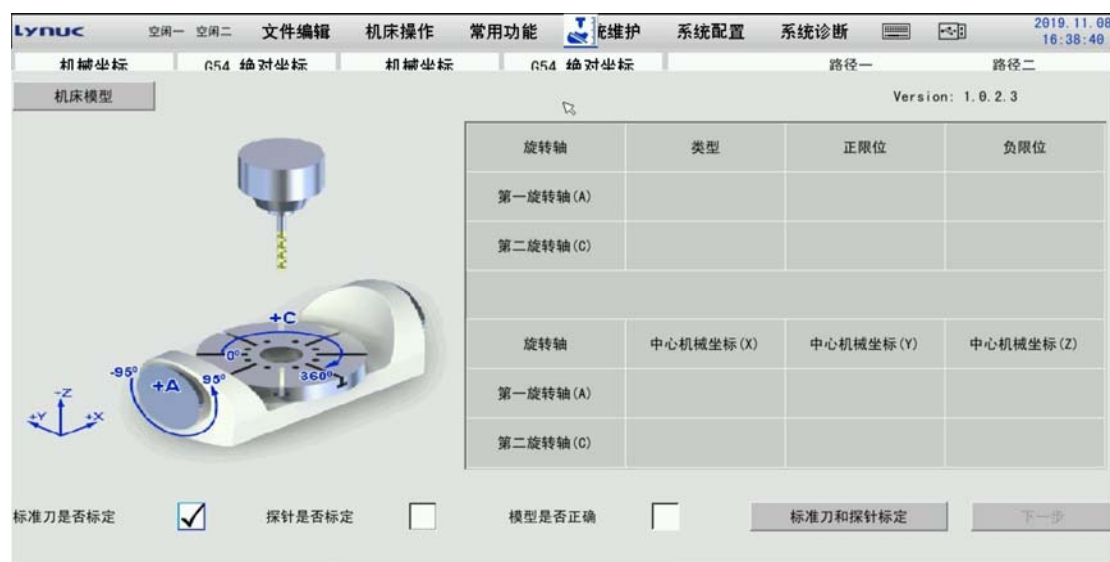 Lynuc 空闲一 空闲二 文件编辑 机床操作 常用功能 T 统维护 系统配置 系统诊断 2019.11.08
16:38:40
机械坐标 G54 绝对坐标 机械坐标 G54 绝对坐标 路径一 路径二
机床模型 Version: 1.0.2.3
旋转轴 类型 正限位 负限位
第一旋转轴(A)
第二旋转轴(C)
+C
0° 360°
旋转轴 中心机械坐标(X) 中心机械坐标(Y) 中心机械坐标(Z)
-95° +A 95°
第一旋转轴(A)
+Z
+Y +X
第二旋转轴(C)
标准刀是否标定 探针是否标定 模型是否正确 标准刀和探针标定 下一步